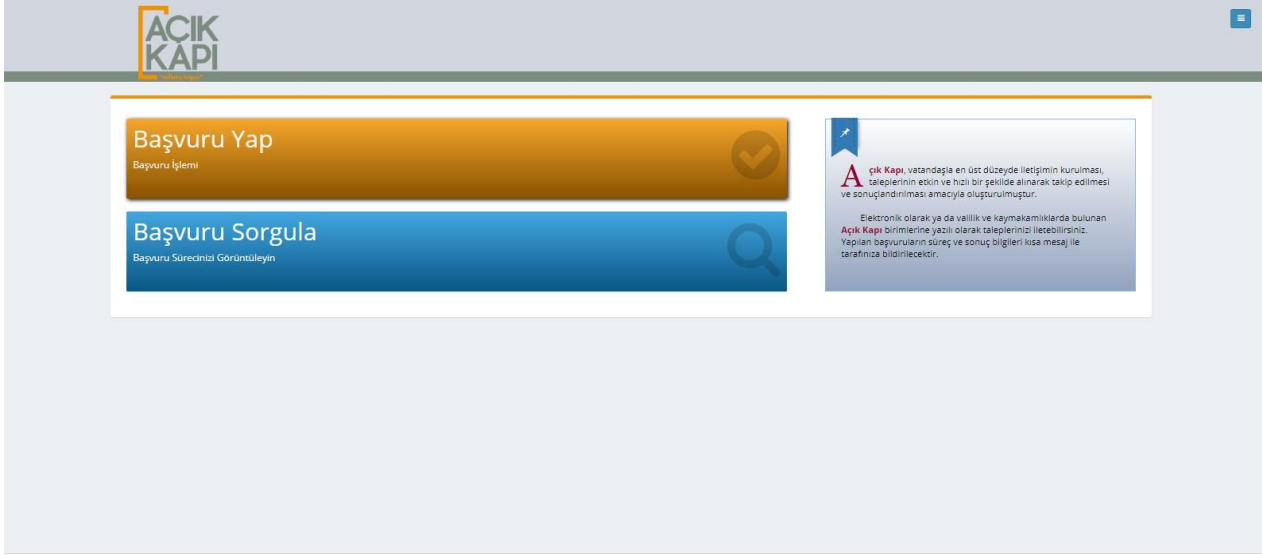 AÇIK
KAPI
Başvuru Yap
Başvuru İşlemi
Başvuru Sorgula
Başvuru Sürecinizi Görüntüleyin
Açık Kapı, vatandaşla en üst düzeyde iletişimin kurulması,
taleplerinin etkin ve hızlı bir şekilde alınarak takip edilmesi
ve sonuçlandırılması amacıyla oluşturulmuştur.
Elektronik olarak ya da valilik ve kaymakamlıklarda bulunan
Açık Kapı birimlerine yazılı olarak taleplerinizi iletebilirsiniz.
Yapılan başvuruların süreç ve sonuç bilgileri kısa mesaj ile
tarafınıza bildirilecektir.